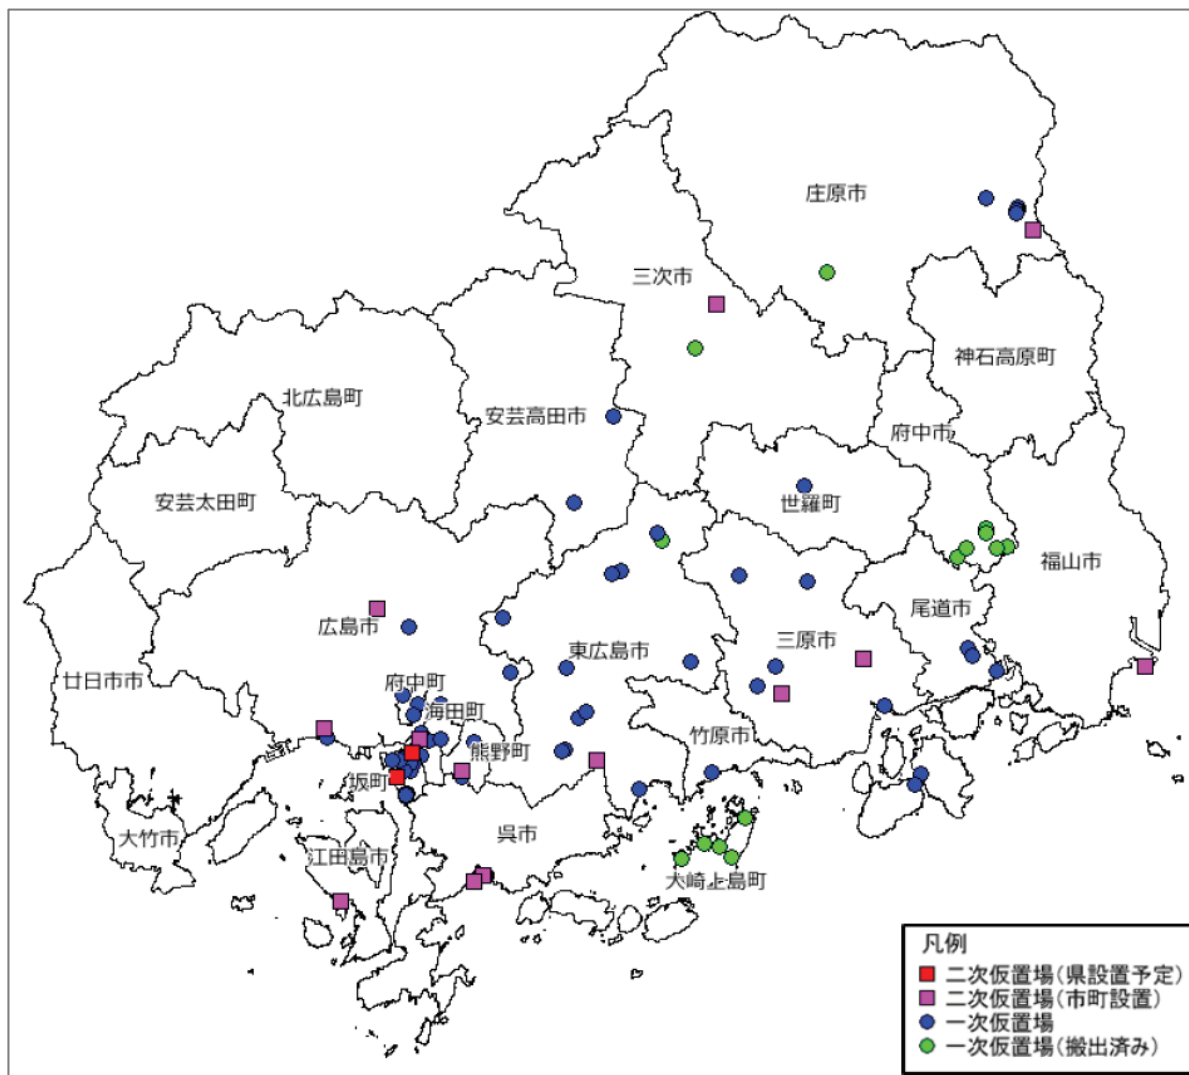 庄原市
三次市
神石高原町
北広島町
安芸高田市
府中市
安芸太田町
世羅町
福山市
広島市
尾道市
東広島市
三原市
廿日市市
府中町
海田町
熊野町
竹原市
坂町
呉市
大竹市
江田島市
大崎上島町
凡例
二次仮置場(県設置予定)
二次仮置場(市町設置)
一次仮置場
一次仮置場(搬出済み)